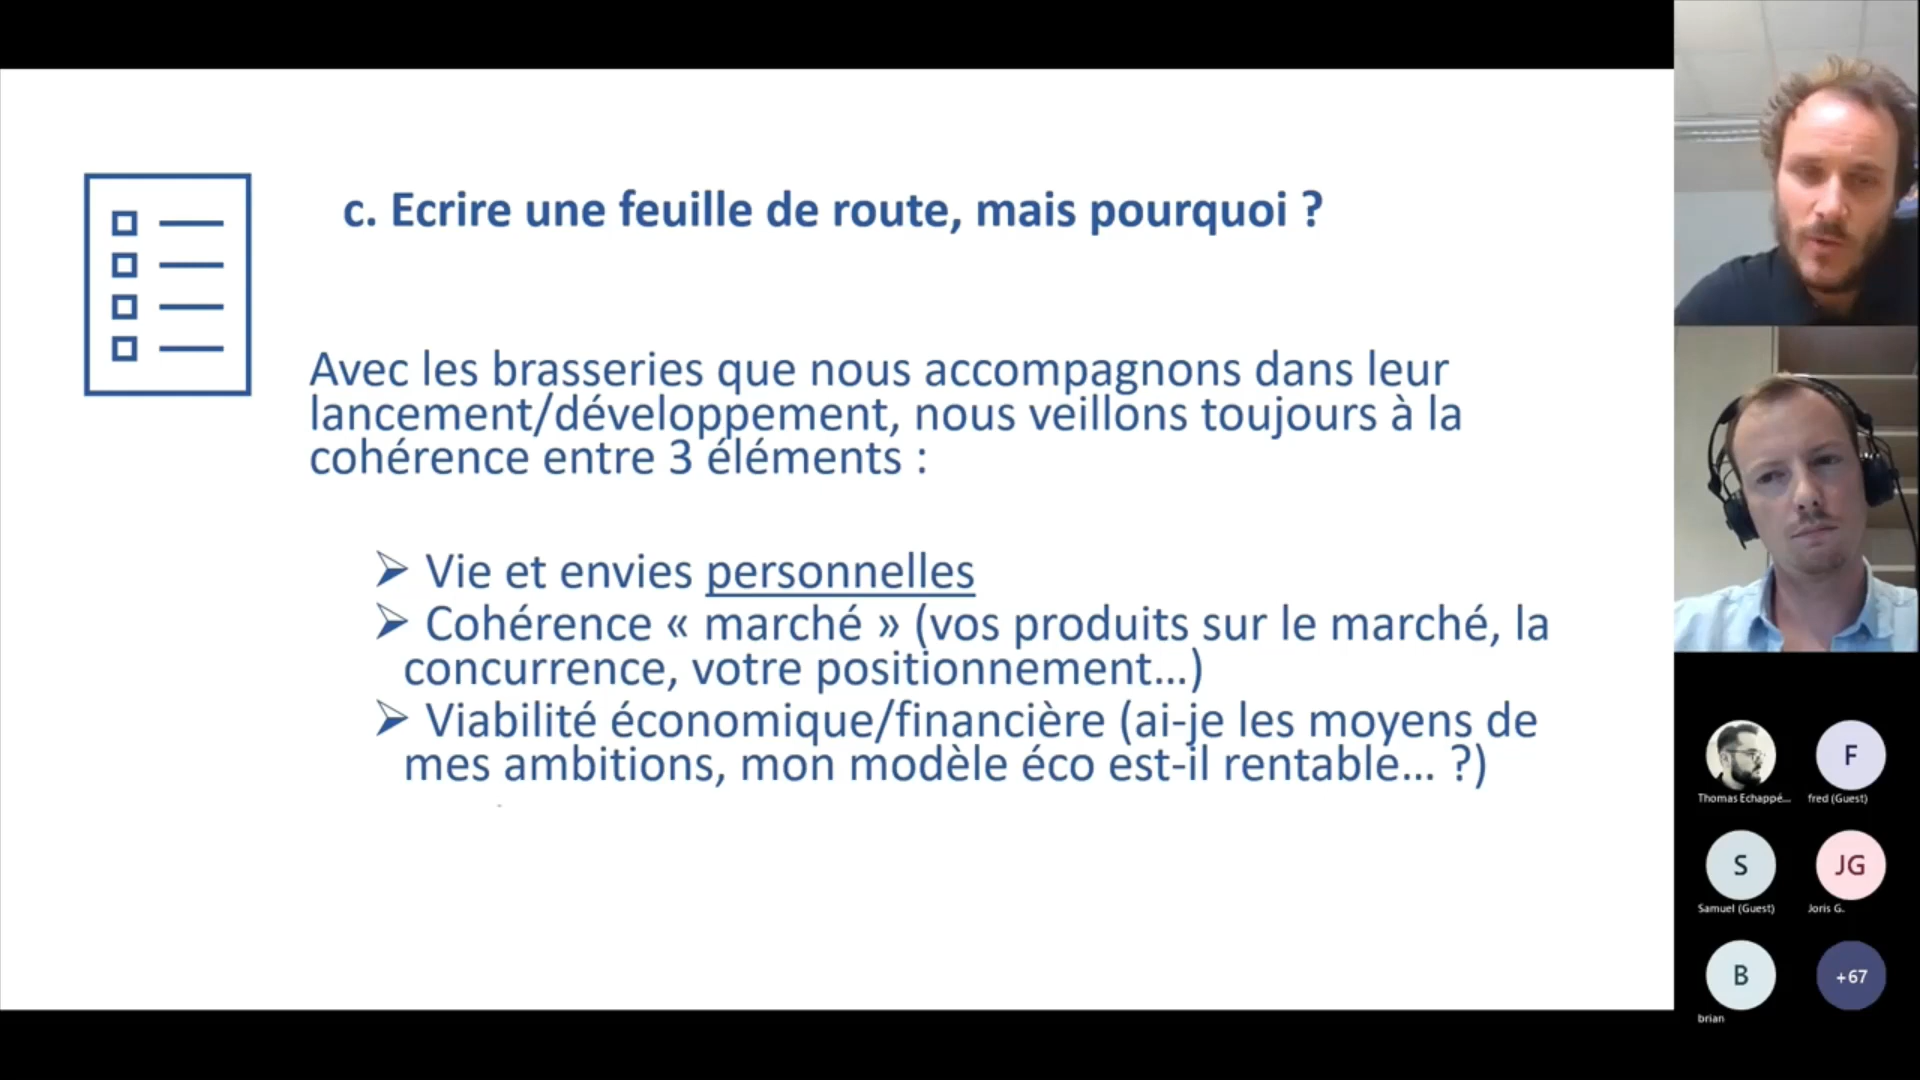 c. Ecrire une feuille de route, mais pourquoi ?
Avec les brasseries que nous accompagnons dans leur
lancement/développement, nous veillons toujours à la
cohérence entre 3 éléments :
➢ Vie et envies personnelles
➢ Cohérence « marché » (vos produits sur le marché, la
concurrence, votre positionnement...)
➢ Viabilité économique/financière (ai-je les moyens de
mes ambitions, mon modèle éco est-il rentable... ?)
Thomas Echappé...
F
fred (Guest)
S
Samuel (Guest)
JG
Joris G.
B
brian
+67